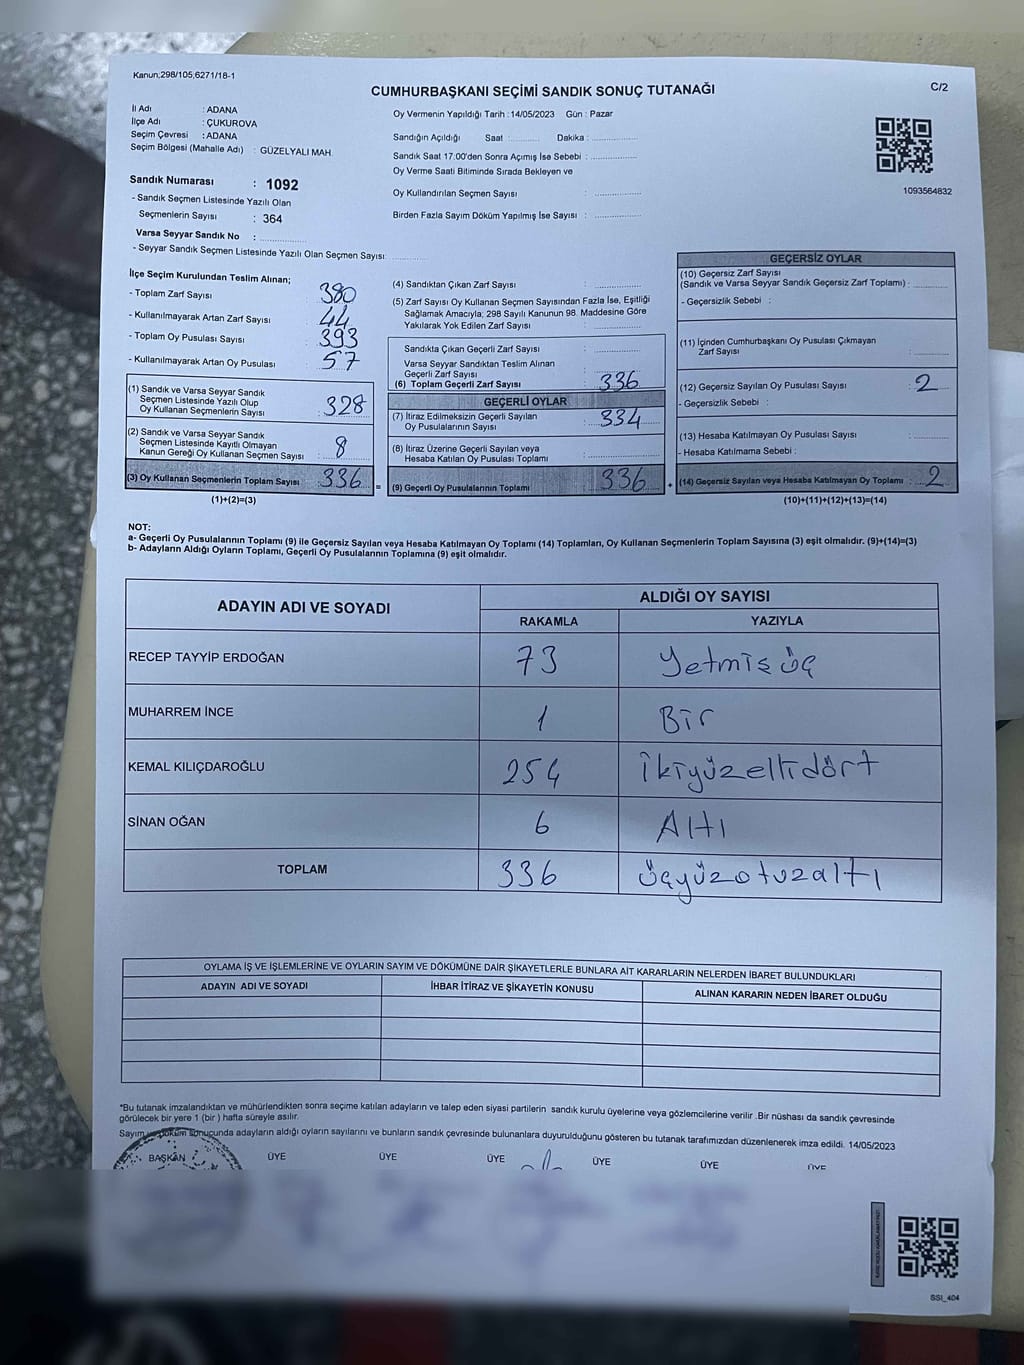 Kanun;298/105,6271/18-1
CUMHURBAŞKANI SEÇİMİ SANDIK SONUÇ TUTANAĞI
C/2
İl Adı : ADANA
İlçe Adı : ÇUKUROVA
Seçim Çevresi : ADANA
Seçim Bölgesi (Mahalle Adı) : GÜZELYALI MAH.
Sandık Numarası : 1092
- Sandık Seçmen Listesinde Yazılı Olan
Seçmenlerin Sayısı : 364
Varsa Seyyar Sandık No :
- Seyyar Sandık Seçmen Listesinde Yazılı Olan Seçmen Sayısı:
Oy Vermenin Yapıldığı Tarih : 14/05/2023 Gün : Pazar
Sandığın Açıldığı Saat : Dakika :
Sandık Saat 17.00'den Sonra Açımış İse Sebebi :
Oy Verme Saati Bitiminde Sırada Bekleyen ve
Oy Kullandırılan Seçmen Sayısı :
Birden Fazla Sayım Döküm Yapılmış İse Sayısı :
1093564832
İlçe Seçim Kurulundan Teslim Alınan;
- Toplam Zarf Sayısı : 380
- Kullanılmayarak Artan Zarf Sayısı : 44
- Toplam Oy Pusulası Sayısı : 393
- Kullanılmayarak Artan Oy Pusulası : 57
(1) Sandık ve Varsa Seyyar Sandık
Seçmen Listesinde Yazılı Olup
Oy Kullanan Seçmenlerin Sayısı : 328
(2) Sandık ve Varsa Seyyar Sandık
Seçmen Listesinde Kayıtlı Olmayan
Kanun Gereği Oy Kullanan Seçmen Sayısı : 8
(3) Oy Kullanan Seçmenlerin Toplam Sayısı : 336
(1)+(2)=(3)
=
(4) Sandıktan Çıkan Zarf Sayısı :
(5) Zarf Sayısı Oy Kullanan Seçmen Sayısından Fazla İse, Eşitliği
Sağlamak Amacıyla; 298 Sayılı Kanunun 98. Maddesine Göre
Yakılarak Yok Edilen Zarf Sayısı :
Sandıkta Çıkan Geçerli Zarf Sayısı :
Varsa Seyyar Sandıktan Teslim Alınan
Geçerli Zarf Sayısı :
(6) Toplam Geçerli Zarf Sayısı : 336
GEÇERLİ OYLAR
(7) İtiraz Edilmeksizin Geçerli Sayılan
Oy Pusulalarının Sayısı : 334
(8) İtiraz Üzerine Geçerli Sayılan veya
Hesaba Katılan Oy Pusulası Toplamı :
(9) Geçerli Oy Pusulalarının Toplamı : 336
+
GEÇERSİZ OYLAR
(10) Geçersiz Zarf Sayısı
(Sandık ve Varsa Seyyar Sandık Geçersiz Zarf Toplamı) :
- Geçersizlik Sebebi :
(11) İçinden Cumhurbaşkanı Oy Pusulası Çıkmayan
Zarf Sayısı :
(12) Geçersiz Sayılan Oy Pusulası Sayısı : 2
- Geçersizlik Sebebi :
(13) Hesaba Katılmayan Oy Pusulası Sayısı :
- Hesaba Katılmama Sebebi :
(14) Geçersiz Sayılan veya Hesaba Katılmayan Oy Toplamı : 2
(10)+(11)+(12)+(13)=(14)
NOT:
a- Geçerli Oy Pusulalarının Toplamı (9) ile Geçersiz Sayılan veya Hesaba Katılmayan Oy Toplamı (14) Toplamları, Oy Kullanan Seçmenlerin Toplam Sayısına (3) eşit olmalıdır. (9)+(14)=(3)
b- Adayların Aldığı Oyların Toplamı, Geçerli Oy Pusulalarının Toplamına (9) eşit olmalıdır.
ADAYIN ADI VE SOYADI
ALDIĞI OY SAYISI
RAKAMLA YAZIYLA
RECEP TAYYİP ERDOĞAN 73 Yetmiş üç
MUHARREM İNCE 1 Bir
KEMAL KILIÇDAROĞLU 254 İkiyüzellidört
SİNAN OĞAN 6 Altı
TOPLAM 336 üçyüzotuzaltı
OYLAMA İŞ VE İŞLEMLERİNE VE OYLARIN SAYIM VE DÖKÜMÜNE DAİR ŞİKAYETLERLE BUNLARA AİT KARARLARIN NELERDEN İBARET BULUNDUKLARI
ADAYIN ADI VE SOYADI İHBAR İTİRAZ VE ŞİKAYETİN KONUSU ALINAN KARARIN NEDEN İBARET OLDUĞU
*Bu tutanak imzalandıktan ve mühürlendikten sonra seçime katılan adayların ve talep eden siyasi partilerin sandık kurulu üyelerine veya gözlemcilerine verilir .Bir nüshası da sandık çevresinde
görülecek bir yere 1 (bir ) hafta süreyle asılır.
Sayım ve döküm sonucunda adayların aldığı oyların sayılarını ve bunların sandık çevresinde bulunanlara duyurulduğunu gösteren bu tutanak tarafımızdan düzenlenerek imza edildi. 14/05/2023
BAŞKAN ÜYE ÜYE ÜYE ÜYE ÜYE ÜYE
SSI_404